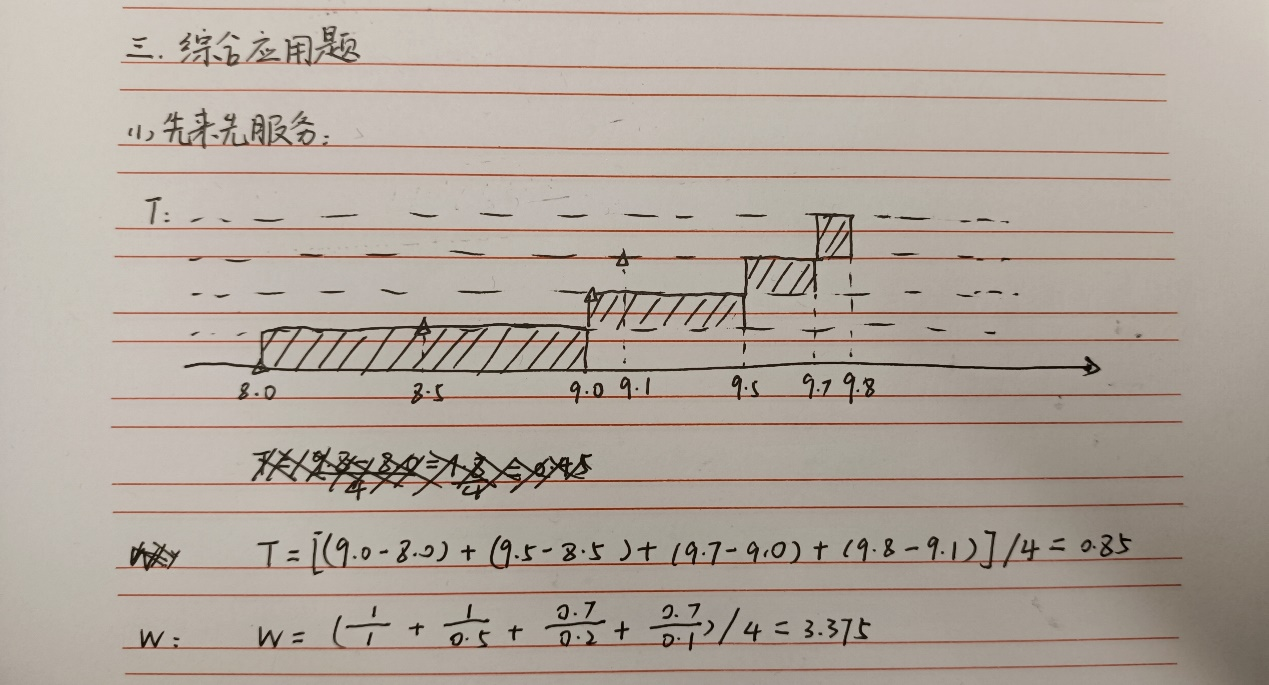 三.综合应用题
(1)先来先服务:
T:
8.0 8.5 9.0 9.1 9.5 9.7 9.8
T=[(9.0-8.0)+(9.5-8.5)+(9.7-9.0)+(9.8-9.1)]/4=0.85
W: W=(1/1+1/0.5+0.7/0.2+0.7/0.1)/4=3.375